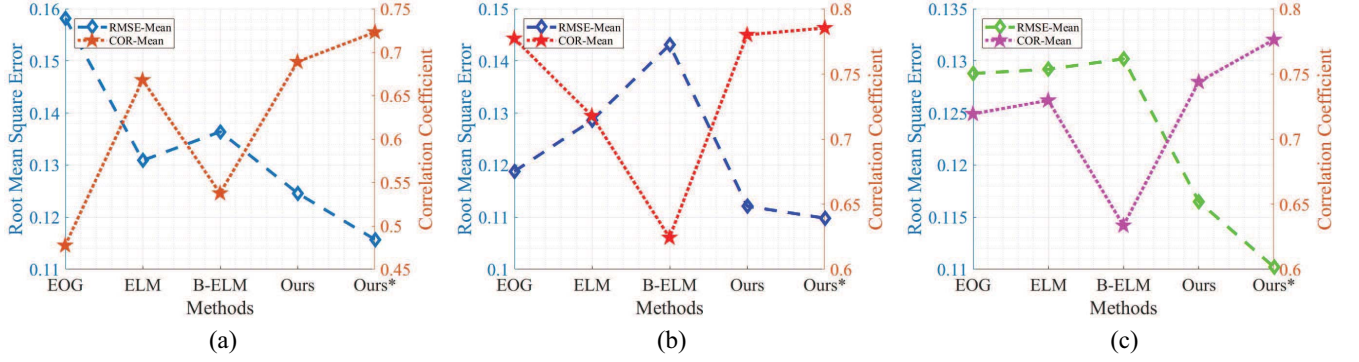 0.16
0.15
0.14
0.13
0.12
0.11
Root Mean Square Error
RMSE-Mean
COR-Mean
0.75
0.7
0.65
0.6
0.55
0.5
0.45
Correlation Coefficient
EOG ELM B-ELM Ours Ours*
Methods
(a)
0.15
0.14
0.13
0.12
0.11
0.1
Root Mean Square Error
RMSE-Mean
COR-Mean
0.8
0.75
0.7
0.65
0.6
Correlation Coefficient
EOG ELM B-ELM Ours Ours*
Methods
(b)
0.135
0.13
0.125
0.12
0.115
0.11
Root Mean Square Error
RMSE-Mean
COR-Mean
0.8
0.75
0.7
0.65
0.6
Correlation Coefficient
EOG ELM B-ELM Ours Ours*
Methods
(c)